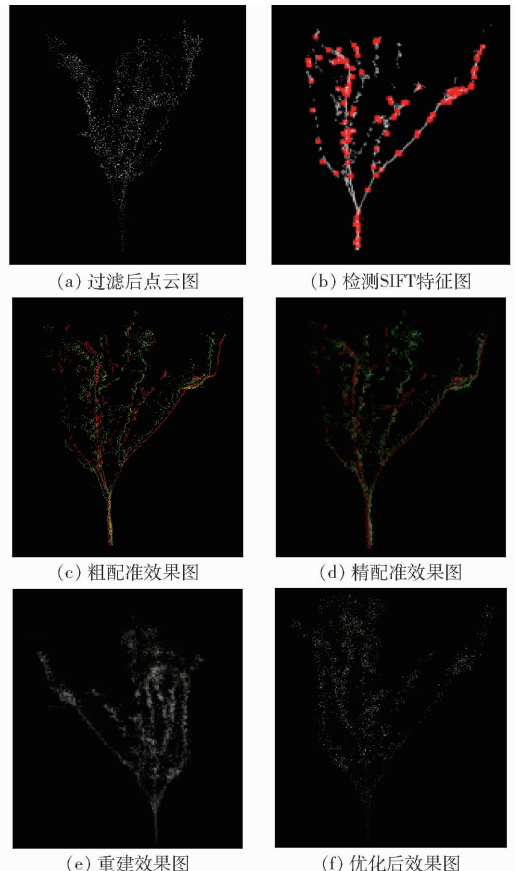 (a) 过滤后点云图
(b) 检测SIFT特征图
(c) 粗配准效果图
(d) 精配准效果图
(e) 重建效果图
(f) 优化后效果图